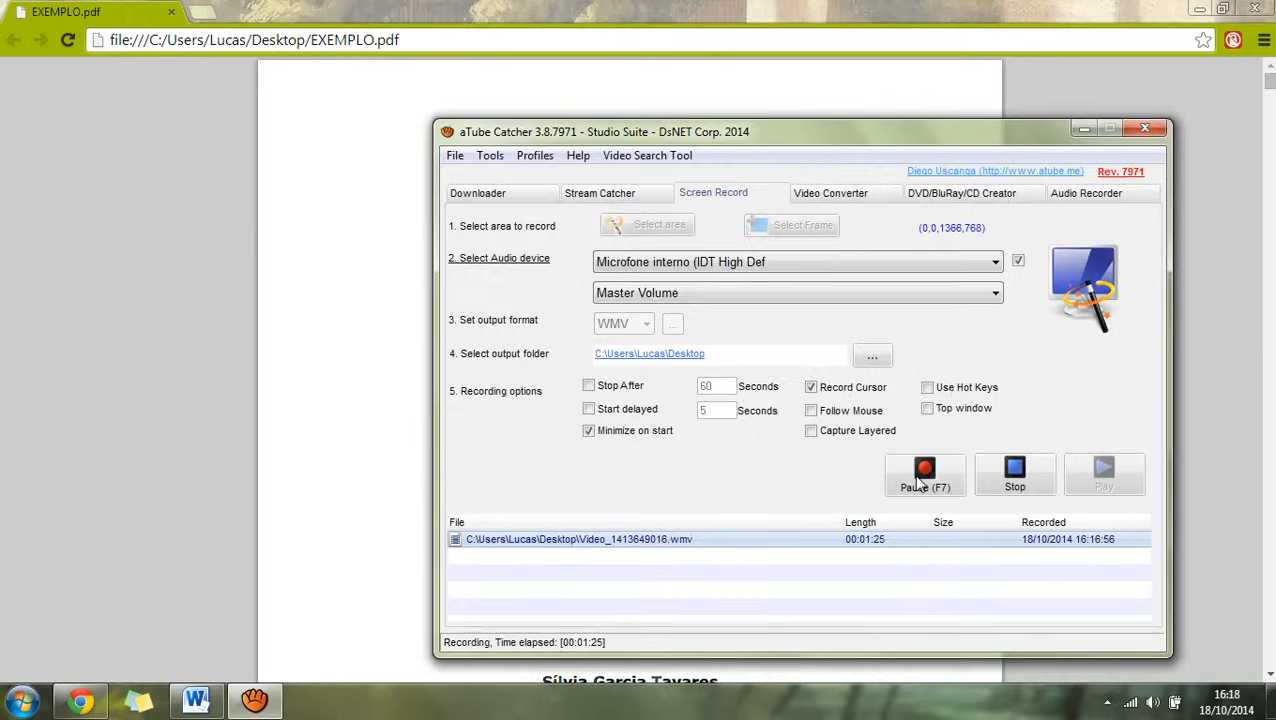 EXEMPLO.pdf
file:///C:/Users/Lucas/Desktop/EXEMPLO.pdf
aTube Catcher 3.8.7971 - Studio Suite - DsNET Corp. 2014
File Tools Profiles Help Video Search Tool
Diego Uscanga (http://www.atube.me) Rev. 7971
Downloader Stream Catcher Screen Record Video Converter DVD/BluRay/CD Creator Audio Recorder
1. Select area to record Select area Select Frame (0,0,1366,768)
2. Select Audio device Microfone interno (IDT High Def
Master Volume
3. Set output format WMV ...
4. Select output folder C:\Users\Lucas\Desktop ...
5. Recording options Stop After 60 Seconds Record Cursor Use Hot Keys
Start delayed 5 Seconds Follow Mouse Top window
Minimize on start Capture Layered
Pause (F7) Stop Play
File Length Size Recorded
C:\Users\Lucas\Desktop\Video_1413649016.wmv 00:01:25 18/10/2014 16:16:56
Recording, Time elapsed: [00:01:25]
Sílvia Garcia Tavares
16:18
18/10/2014